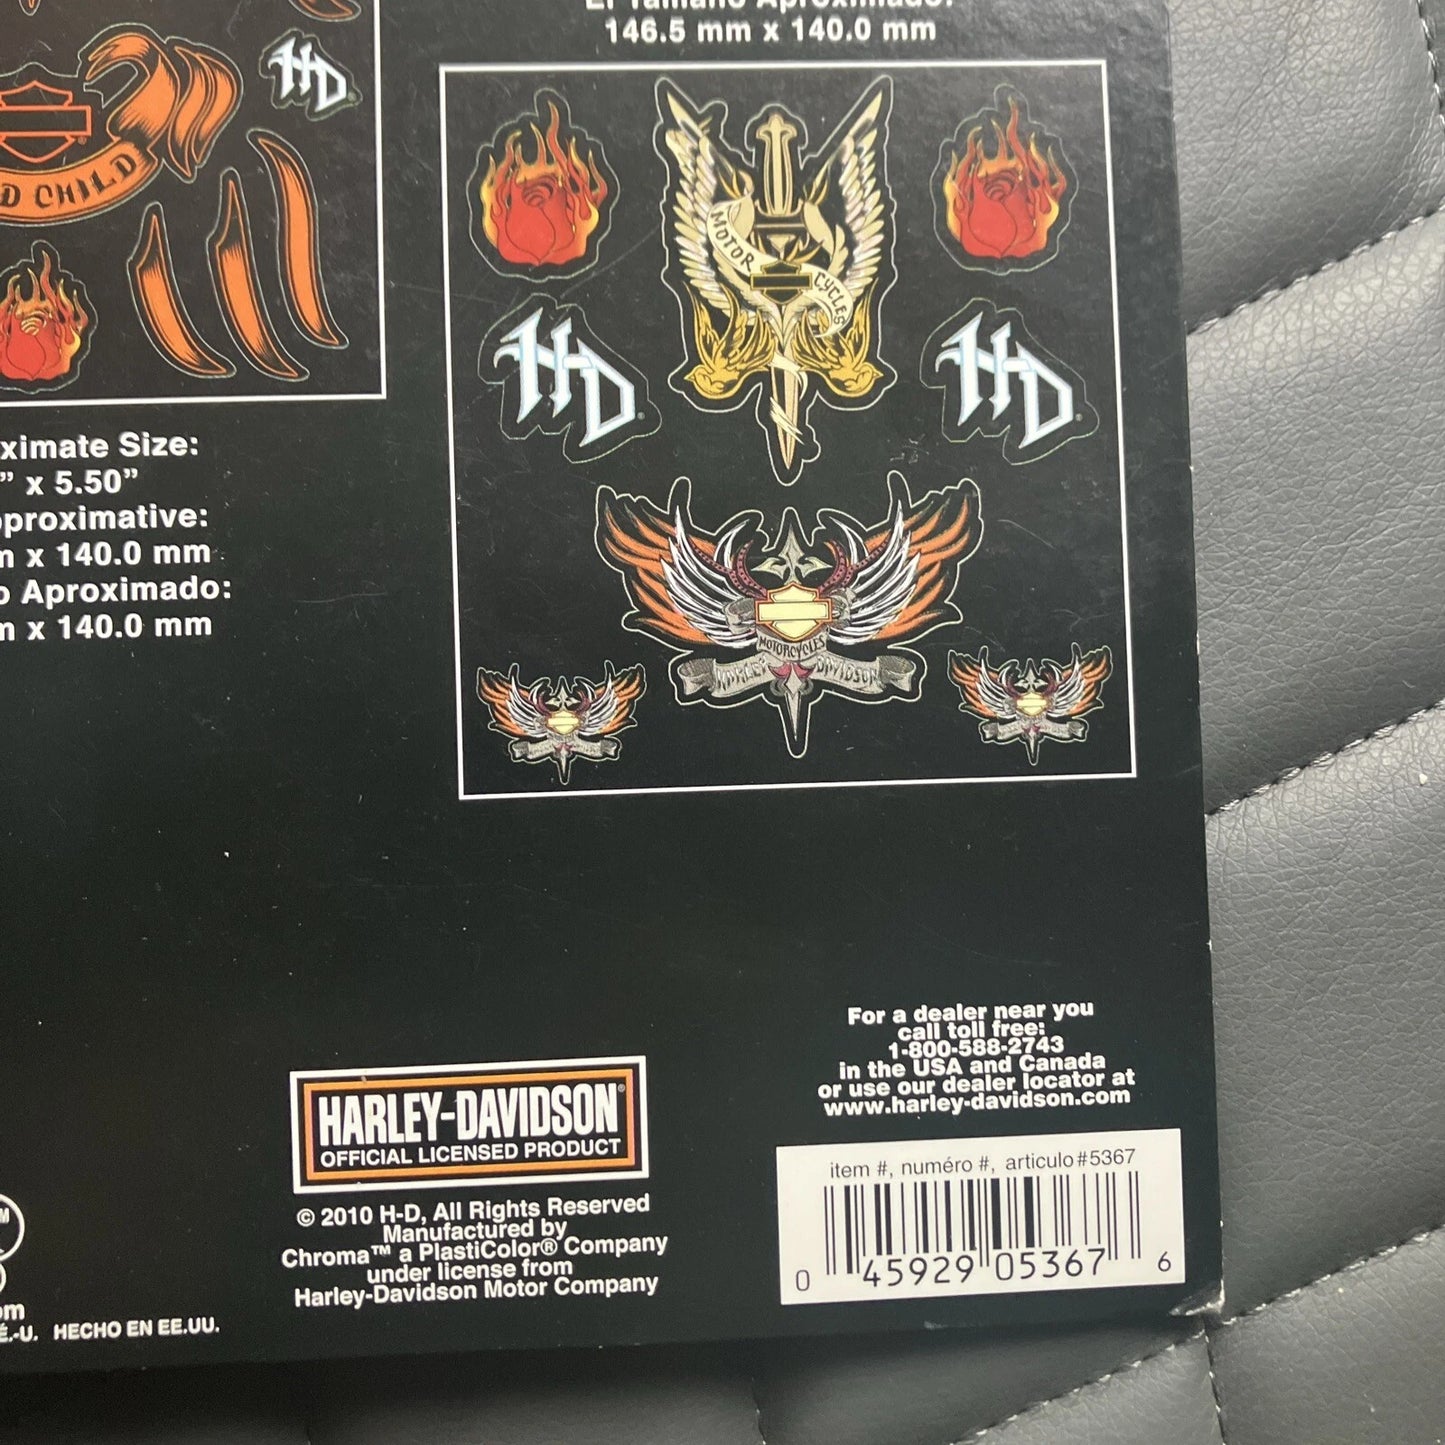 El Tamaño Aproximado:
146.5 mm x 140.0 mm
H-D
D CHILD
MOTOR
CYCLES
H-D
H-D
MOTORCYCLES
HARLEY DAVIDSON
ximate Size:
” x 5.50”
pproximative:
m x 140.0 mm
o Aproximado:
m x 140.0 mm
For a dealer near you
call toll free:
1-800-588-2743
in the USA and Canada
or use our dealer locator at
www.harley-davidson.com
HARLEY-DAVIDSON®
OFFICIAL LICENSED PRODUCT
© 2010 H-D, All Rights Reserved
Manufactured by
Chroma™ a PlastiColor® Company
under license from
Harley-Davidson Motor Company
item #, numéro #, articulo#5367
0 45929 05367 6
om
É.-U. HECHO EN EE.UU.